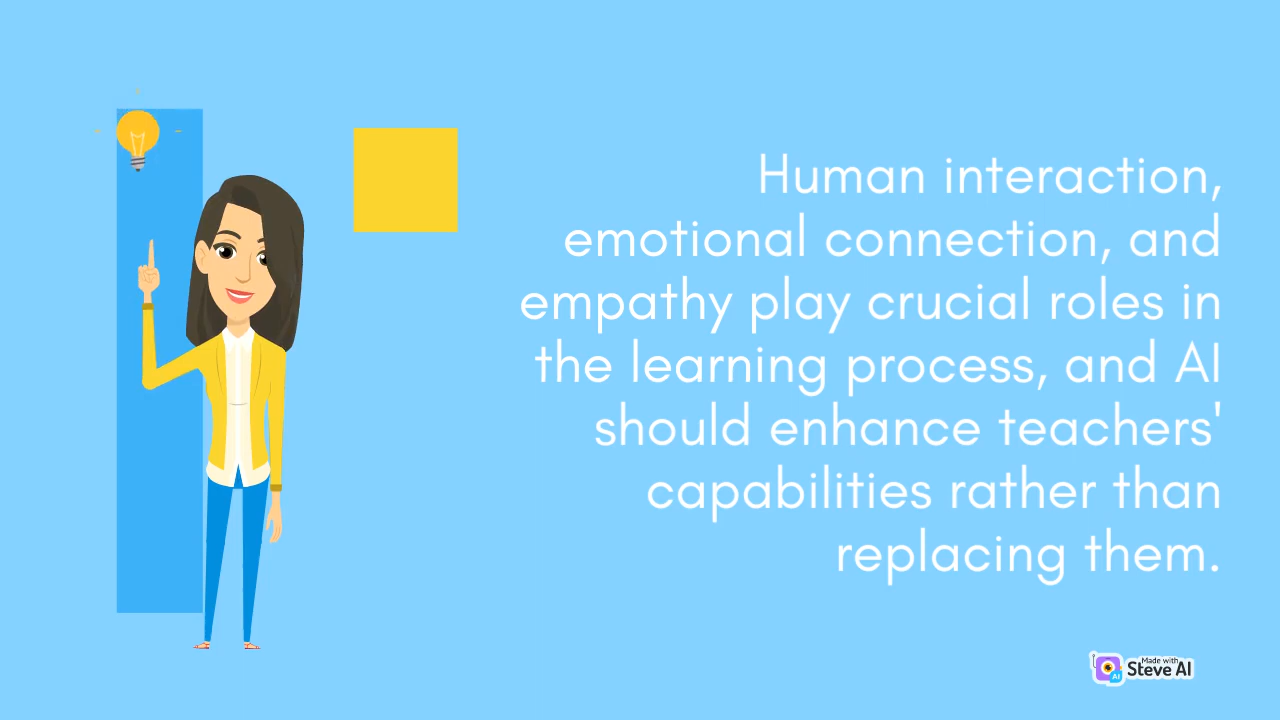 Human interaction,
emotional connection, and
empathy play crucial roles in
the learning process, and AI
should enhance teachers'
capabilities rather than
replacing them.
Made with
Steve AI
AI